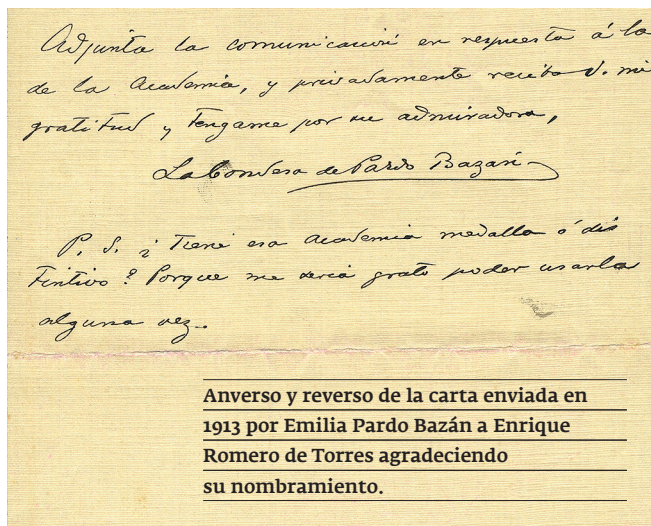 Adjunta la comunicación en respuesta á la
de la Academia, y privadamente reciba V. mi
gratitud y téngame por su admiradora,
La Condesa de Pardo Bazán
P. S. ¿ Tiene esa Academia medalla ó dis
tintivo? Porque me sería grato poder usarla
alguna vez.
Anverso y reverso de la carta enviada en
1913 por Emilia Pardo Bazán a Enrique
Romero de Torres agradeciendo
su nombramiento.